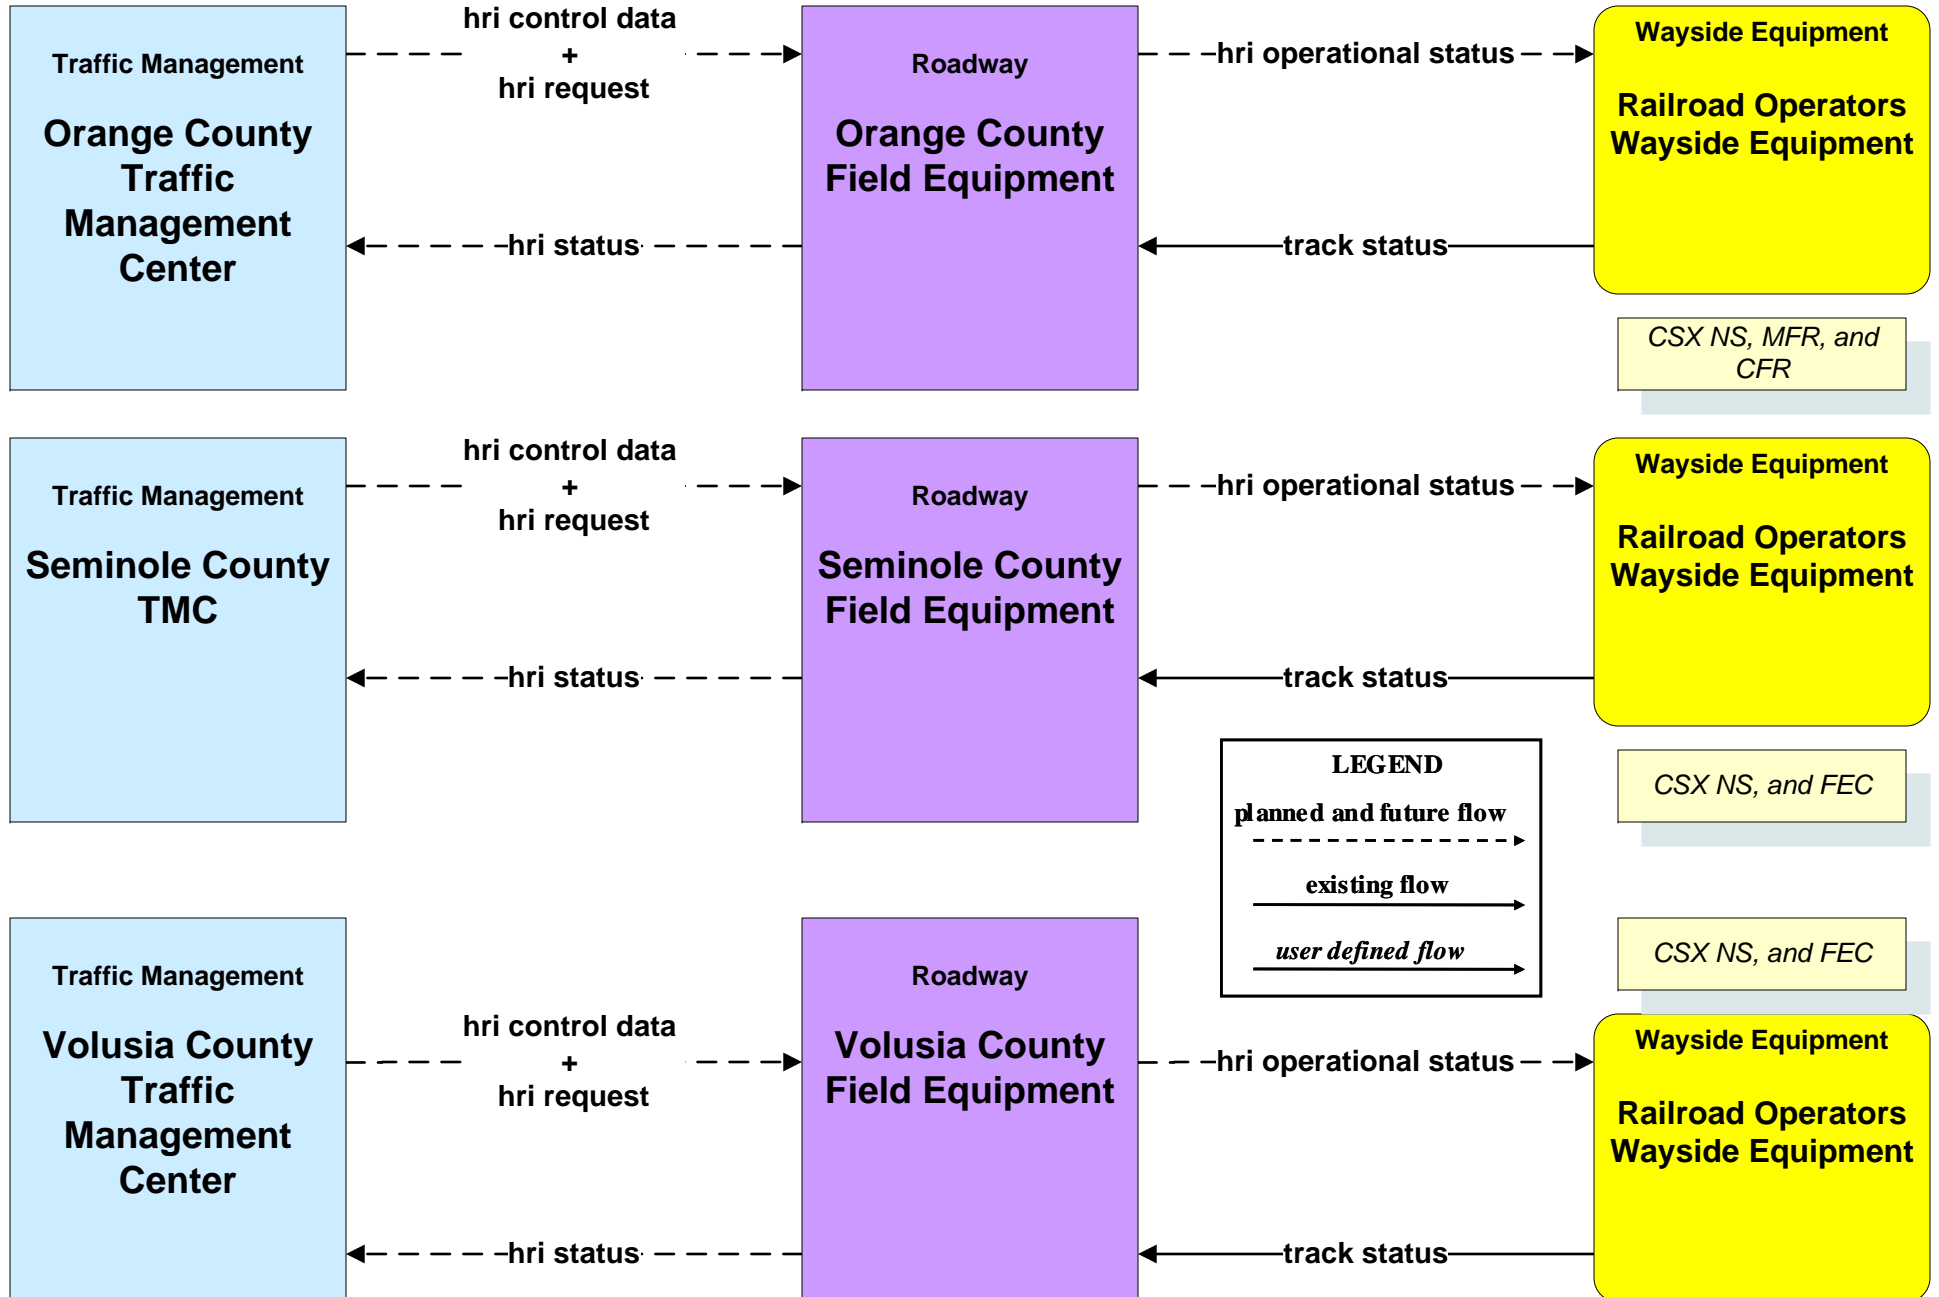 Traffic Management
Orange County
Traffic
Management
Center
hri control data
+
hri request
hri status
Roadway
Orange County
Field Equipment
hri operational status
track status
Wayside Equipment
Railroad Operators
Wayside Equipment
CSX NS, MFR, and
CFR
Traffic Management
Seminole County
TMC
hri control data
+
hri request
hri status
Roadway
Seminole County
Field Equipment
hri operational status
track status
Wayside Equipment
Railroad Operators
Wayside Equipment
CSX NS, and FEC
LEGEND
planned and future flow
existing flow
user defined flow
Traffic Management
Volusia County
Traffic
Management
Center
hri control data
+
hri request
hri status
Roadway
Volusia County
Field Equipment
hri operational status
track status
CSX NS, and FEC
Wayside Equipment
Railroad Operators
Wayside Equipment